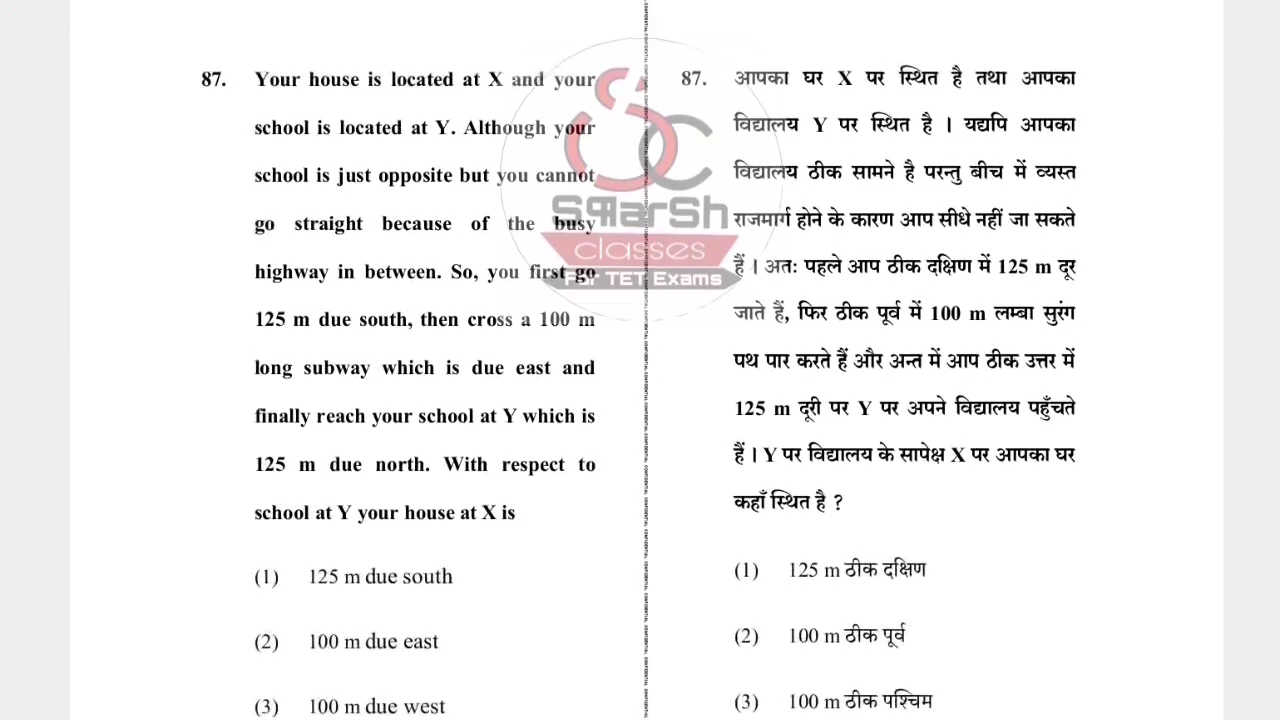 87. Your house is located at X and your
school is located at Y. Although your
school is just opposite but you cannot
go straight because of the busy
highway in between. So, you first go
125 m due south, then cross a 100 m
long subway which is due east and
finally reach your school at Y which is
125 m due north. With respect to
school at Y your house at X is
(1) 125 m due south
(2) 100 m due east
(3) 100 m due west
87. आपका घर X पर स्थित है तथा आपका
विद्यालय Y पर स्थित है । यद्यपि आपका
विद्यालय ठीक सामने है परन्तु बीच में व्यस्त
राजमार्ग होने के कारण आप सीधे नहीं जा सकते
हैं । अतः पहले आप ठीक दक्षिण में 125 m दूर
जाते हैं, फिर ठीक पूर्व में 100 m लम्बा सुरंग
पथ पार करते हैं और अन्त में आप ठीक उत्तर में
125 m दूरी पर Y पर अपने विद्यालय पहुँचते
हैं । Y पर विद्यालय के सापेक्ष X पर आपका घर
कहाँ स्थित है ?
(1) 125 m ठीक दक्षिण
(2) 100 m ठीक पूर्व
(3) 100 m ठीक पश्चिम
classes
For TET Exams